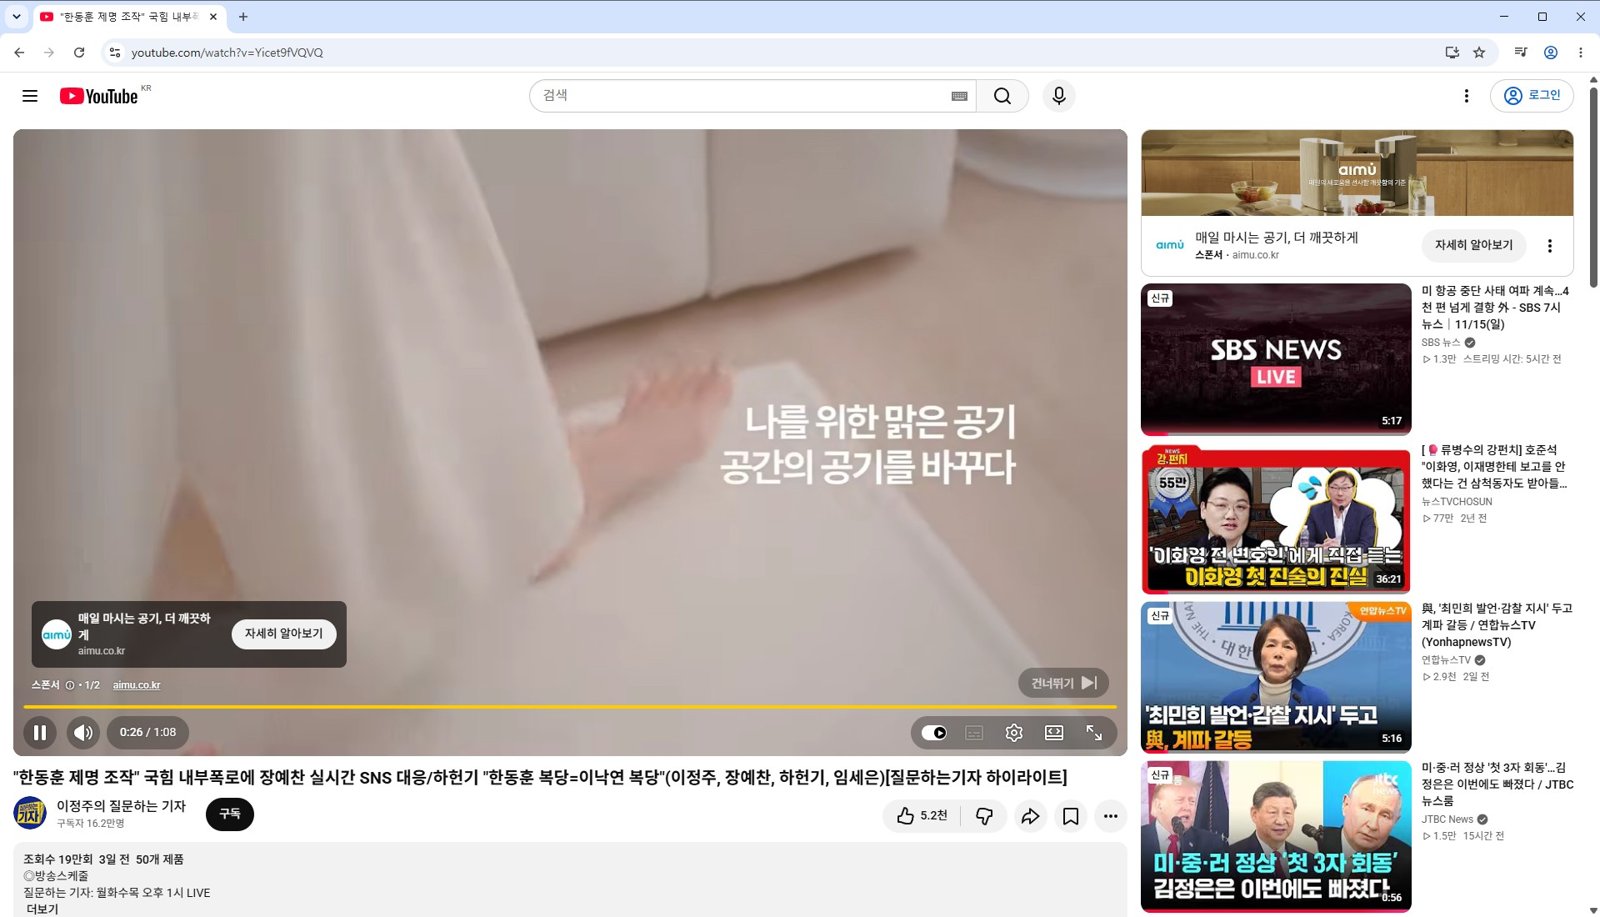 "한동훈 제명 조작" 국힘 내부폭
youtube.com/watch?v=Yicet9fVQVQ
YouTube KR
검색
로그인
나를 위한 맑은 공기
공간의 공기를 바꾸다
aimu
매일 마시는 공기, 더 깨끗하
게
aimu.co.kr
자세히 알아보기
스폰서 ⓘ • 1/2 aimu.co.kr
건너뛰기
0:26 / 1:08
"한동훈 제명 조작" 국힘 내부폭로에 장예찬 실시간 SNS 대응/하헌기 "한동훈 복당=이낙연 복당"(이정주, 장예찬, 하헌기, 임세은)[질문하는기자 하이라이트]
이정주의 질문하는 기자
구독자 16.2만명
구독
5.2천
조회수 19만회 3일 전 50개 제품
◎방송스케줄
질문하는 기자: 월화수목 오후 1시 LIVE
더보기
aimu
aimu
매일 마시는 공기, 더 깨끗하게
스폰서 · aimu.co.kr
자세히 알아보기
신규
SBS NEWS
LIVE
5:17
미 항공 중단 사태 여파 계속…4
천 편 넘게 결항 外 - SBS 7시
뉴스｜11/15(일)
SBS 뉴스
1.3만 스트리밍 시간: 5시간 전
NEWS
강.펀치
55만
'이화영 전 변호인'에게 직접 듣는
이화영 첫 진술의 진실
36:21
[🥊류병수의 강펀치] 호준석
"이화영, 이재명한테 보고를 안
했다는 건 삼척동자도 받아들…
뉴스TVCHOSUN
77만 2년 전
신규
연합뉴스TV
'최민희 발언·감찰 지시' 두고
與, 계파 갈등
5:16
與, '최민희 발언·감찰 지시' 두고
계파 갈등 / 연합뉴스TV
(YonhapnewsTV)
연합뉴스TV
2.9천 2일 전
신규
jtbc
news
미·중·러 정상 '첫 3자 회동'
김정은은 이번에도 빠졌다
0:56
미·중·러 정상 '첫 3자 회동'…김
정은은 이번에도 빠졌다 / JTBC
뉴스룸
JTBC News
1.5만 15시간 전